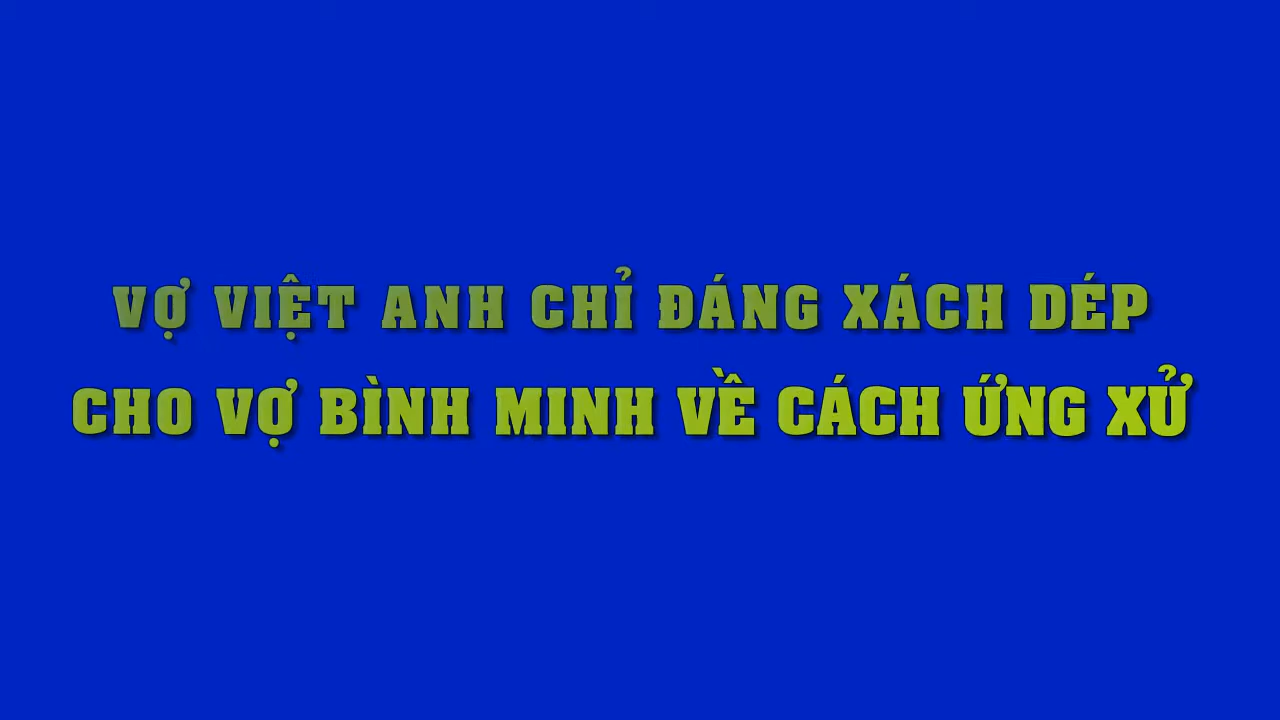 VỢ VIỆT ANH CHỈ ĐÁNG XÁCH DÉP
CHO VỢ BÌNH MINH VỀ CÁCH ỨNG XỬ